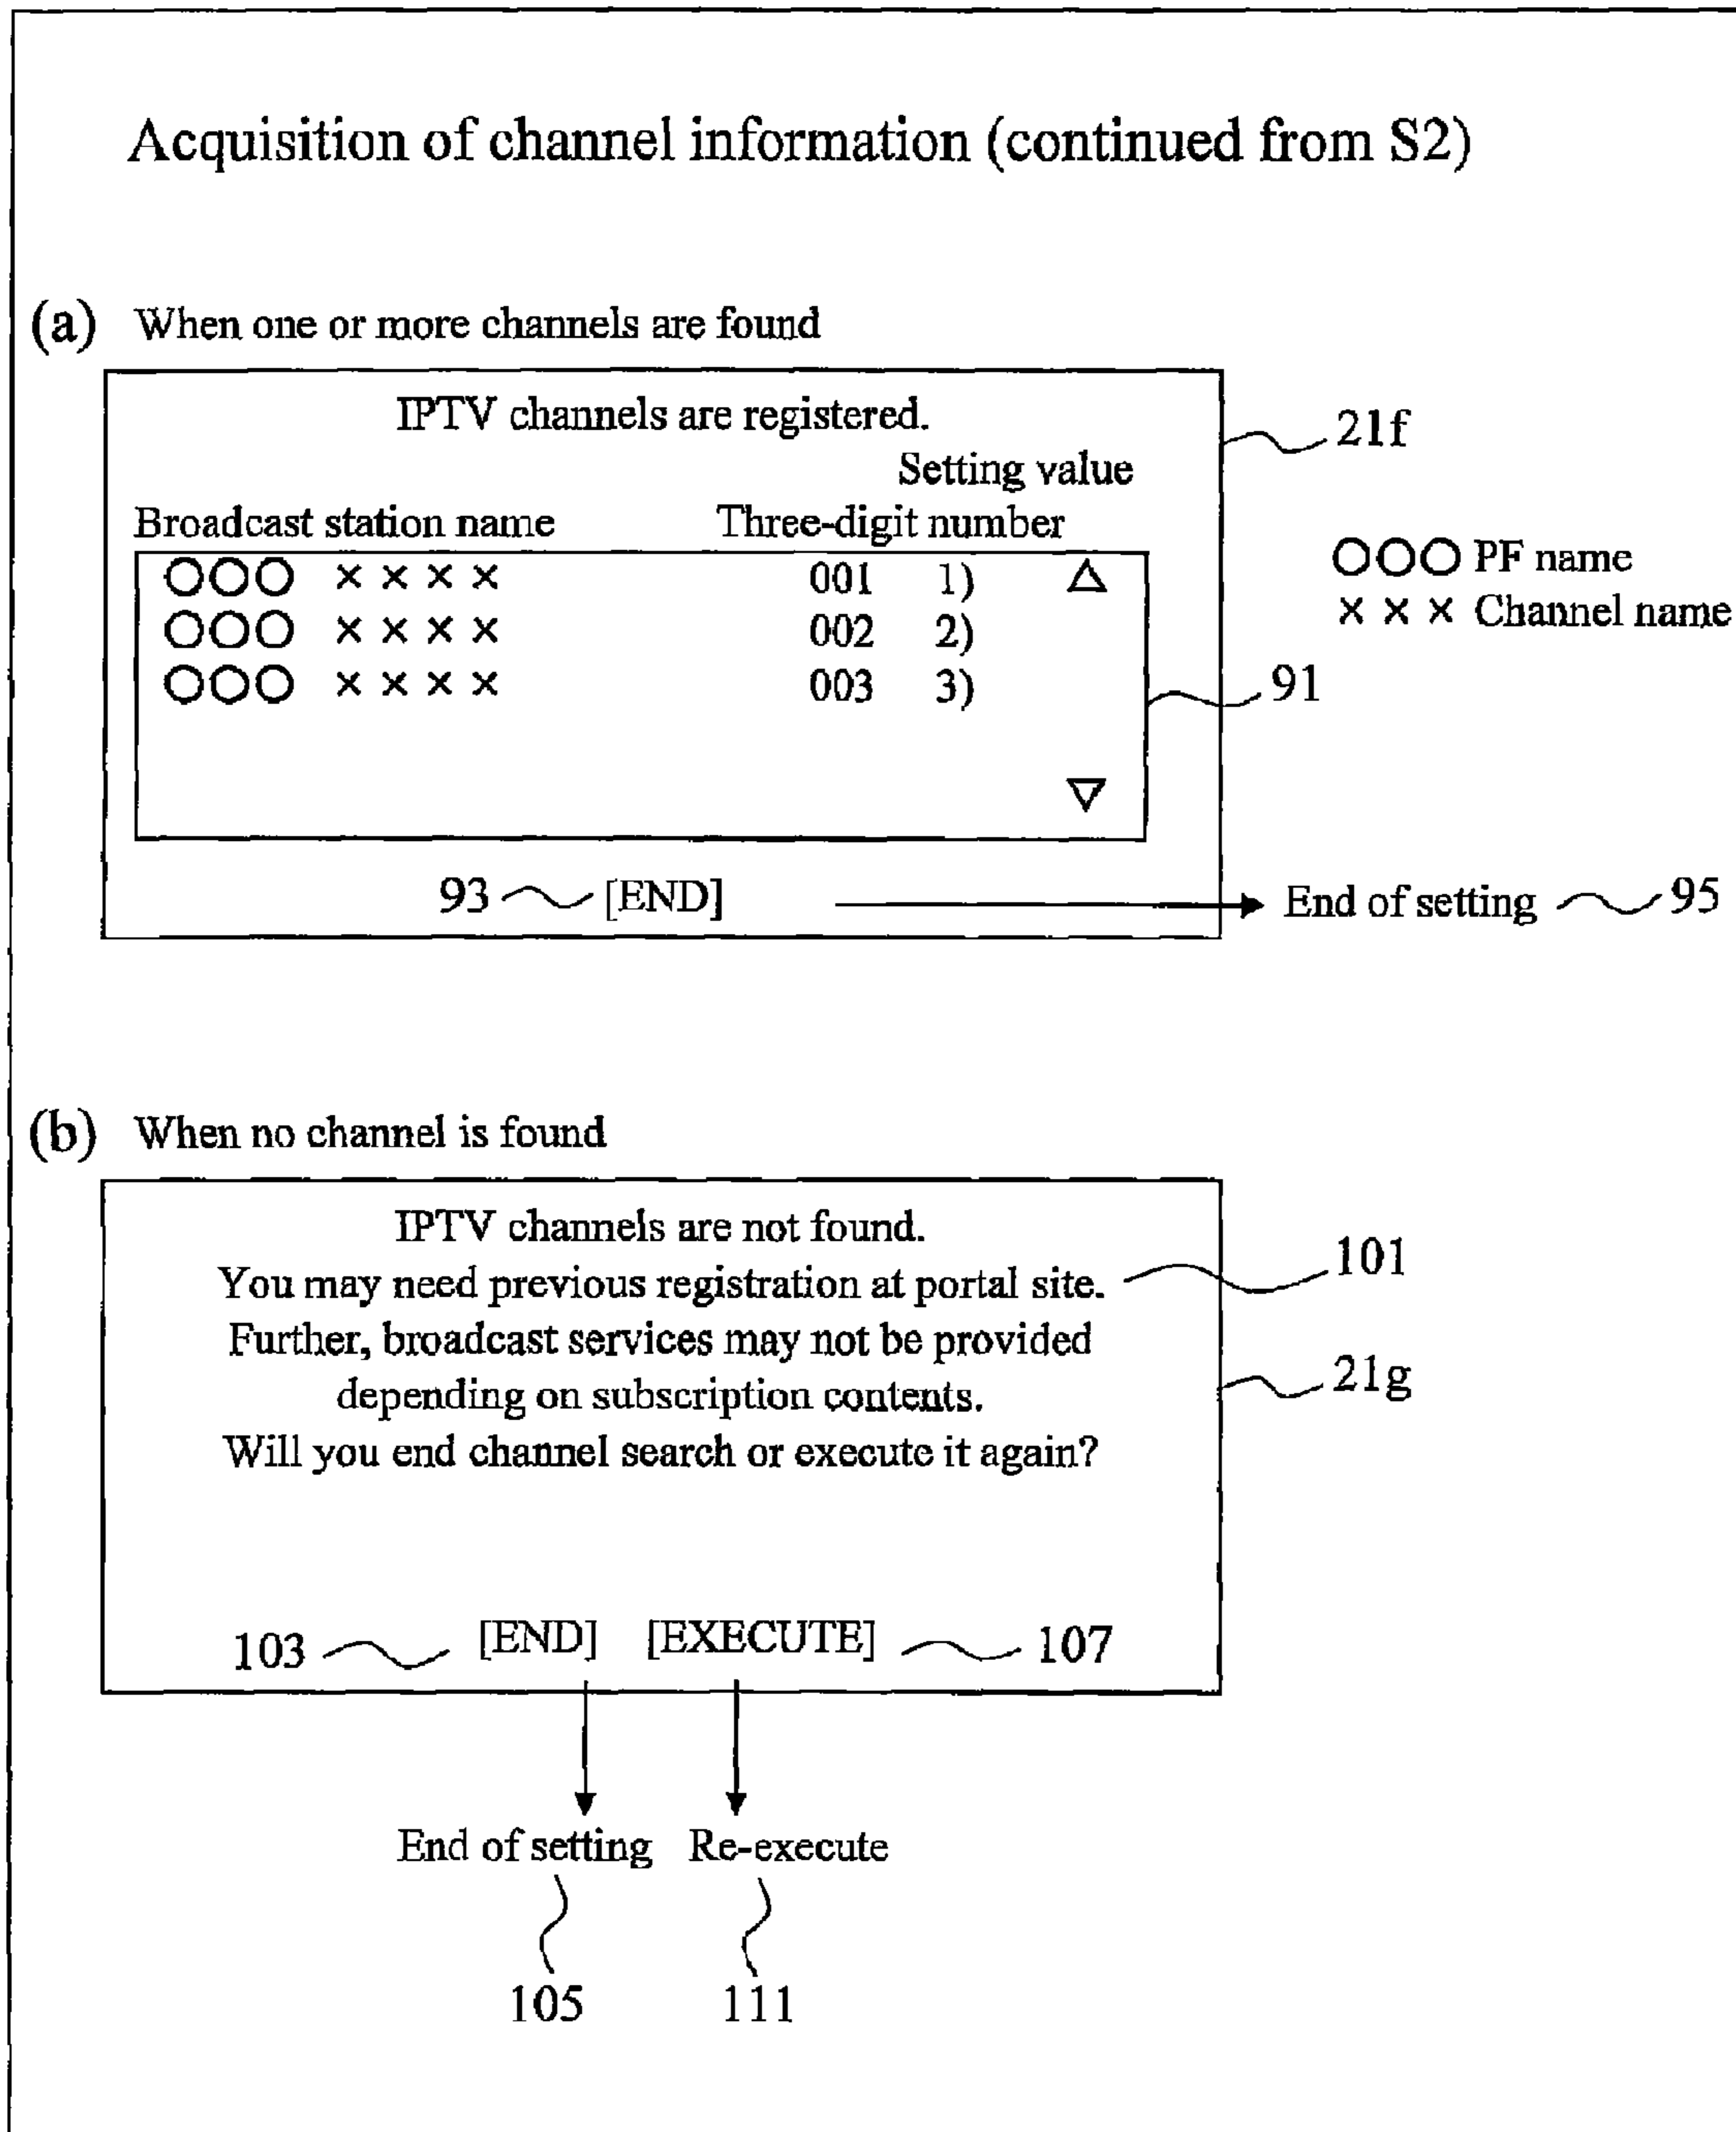 Acquisition of channel information (continued from S2)
(a) When one or more channels are found
IPTV channels are registered.
21f
Setting value
Broadcast station name Three-digit number
○○○ × × × × 001 1) △
○○○ × × × × 002 2)
○○○ × × × × 003 3)
▽
○○○ PF name
× × × Channel name
91
93 [END] End of setting 95
(b) When no channel is found
IPTV channels are not found.
You may need previous registration at portal site. 101
Further, broadcast services may not be provided
depending on subscription contents. 21g
Will you end channel search or execute it again?
103 [END] [EXECUTE] 107
End of setting Re-execute
105 111